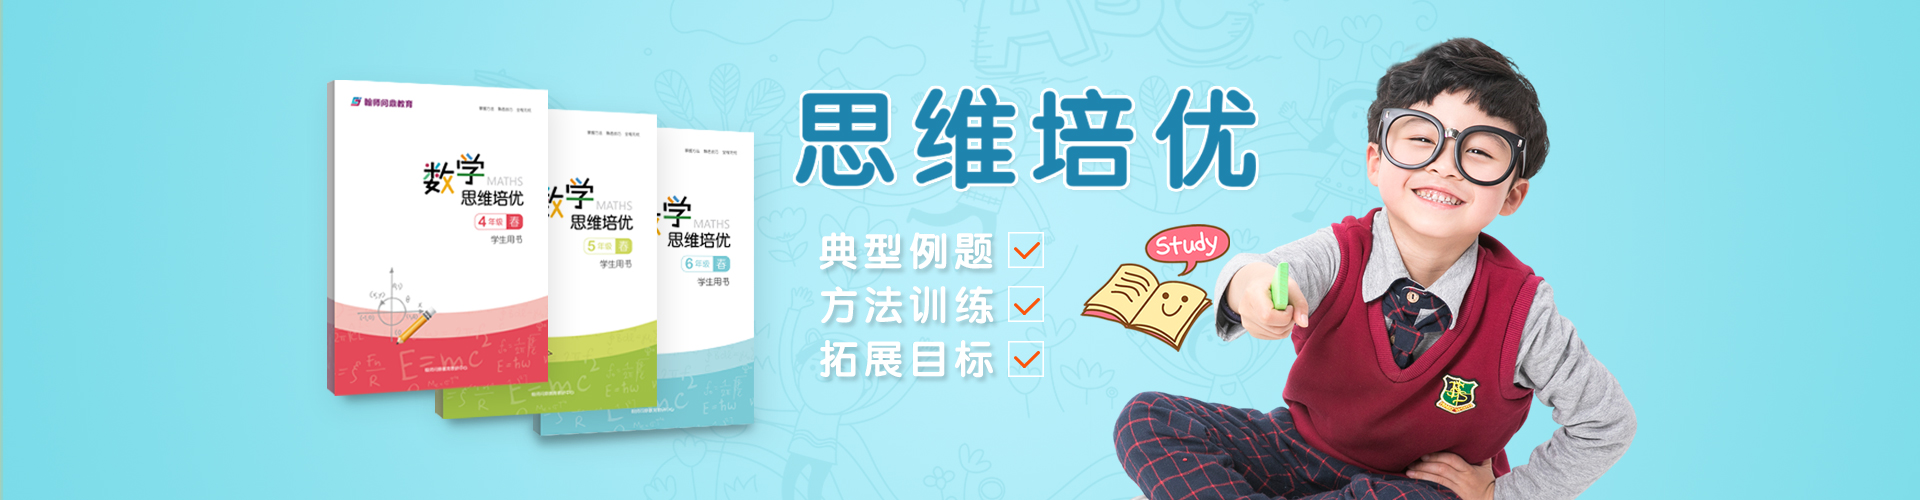 翰师问鼎教育
数学
MATHS
思维培优
4年级 春
学生用书
数学
MATHS
思维培优
5年级 春
学生用书
学
MATHS
思维培优
6年级 春
学生用书
E=mc²
思维培优
典型例题
方法训练
拓展目标
Study
ABC